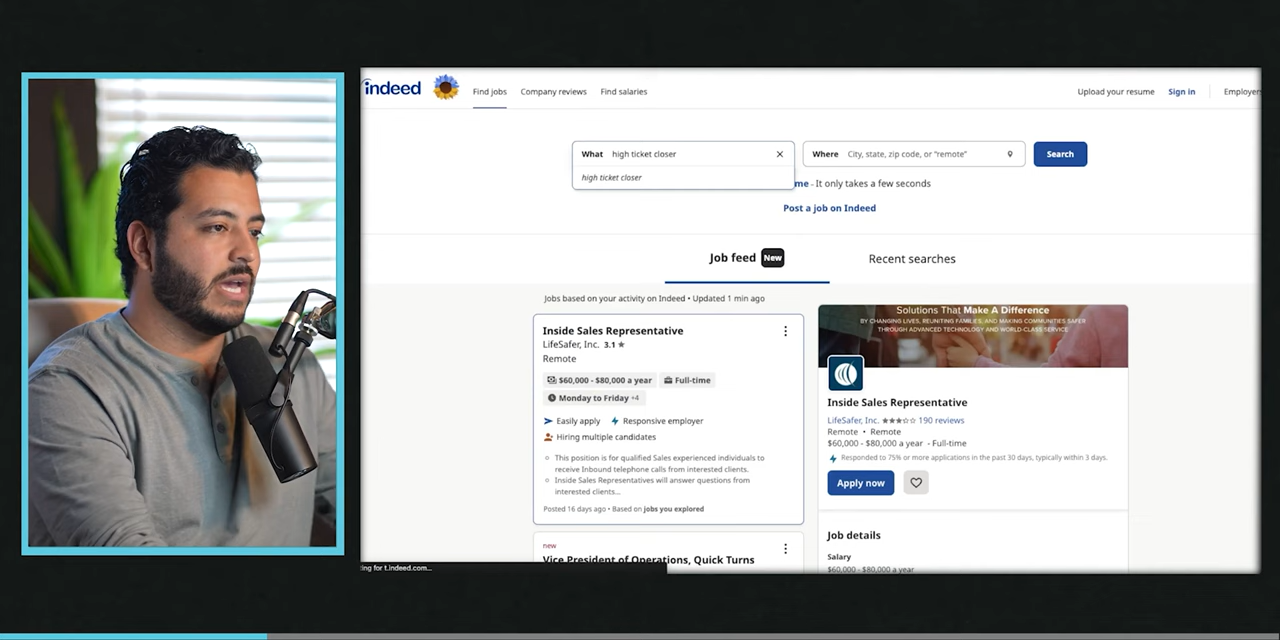 indeed
Find jobs
Company reviews
Find salaries
Upload your resume
Sign in
What high ticket closer
Where City, state, zip code, or "remote"
Search
high ticket closer
me - It only takes a few seconds
Post a job on Indeed
Job feed New
Recent searches
Jobs based on your activity on Indeed • Updated 1 min ago
Inside Sales Representative
LifeSafer, Inc. 3.1
Remote
$60,000 - $80,000 a year
Full-time
Monday to Friday +4
Easily apply
Responsive employer
Hiring multiple candidates
This position is for qualified Sales experienced individuals to
receive Inbound telephone calls from interested clients.
Inside Sales Representatives will answer questions from
interested clients...
Posted 16 days ago • Based on jobs you explored
new
Vice President of Operations, Quick Turns
Solutions That Make A Difference
BY CHANGING LIVES, REUNITING FAMILIES, AND MAKING COMMUNITIES SAFER
THROUGH ADVANCED TECHNOLOGY AND WORLD-CLASS SERVICE
Inside Sales Representative
LifeSafer, Inc. 190 reviews
Remote • Remote
$60,000 - $80,000 a year - Full-time
Responded to 75% or more applications in the past 30 days, typically within 3 days.
Apply now
Job details
Salary
$60,000 - $80,000 a year
ing for t.indeed.com...